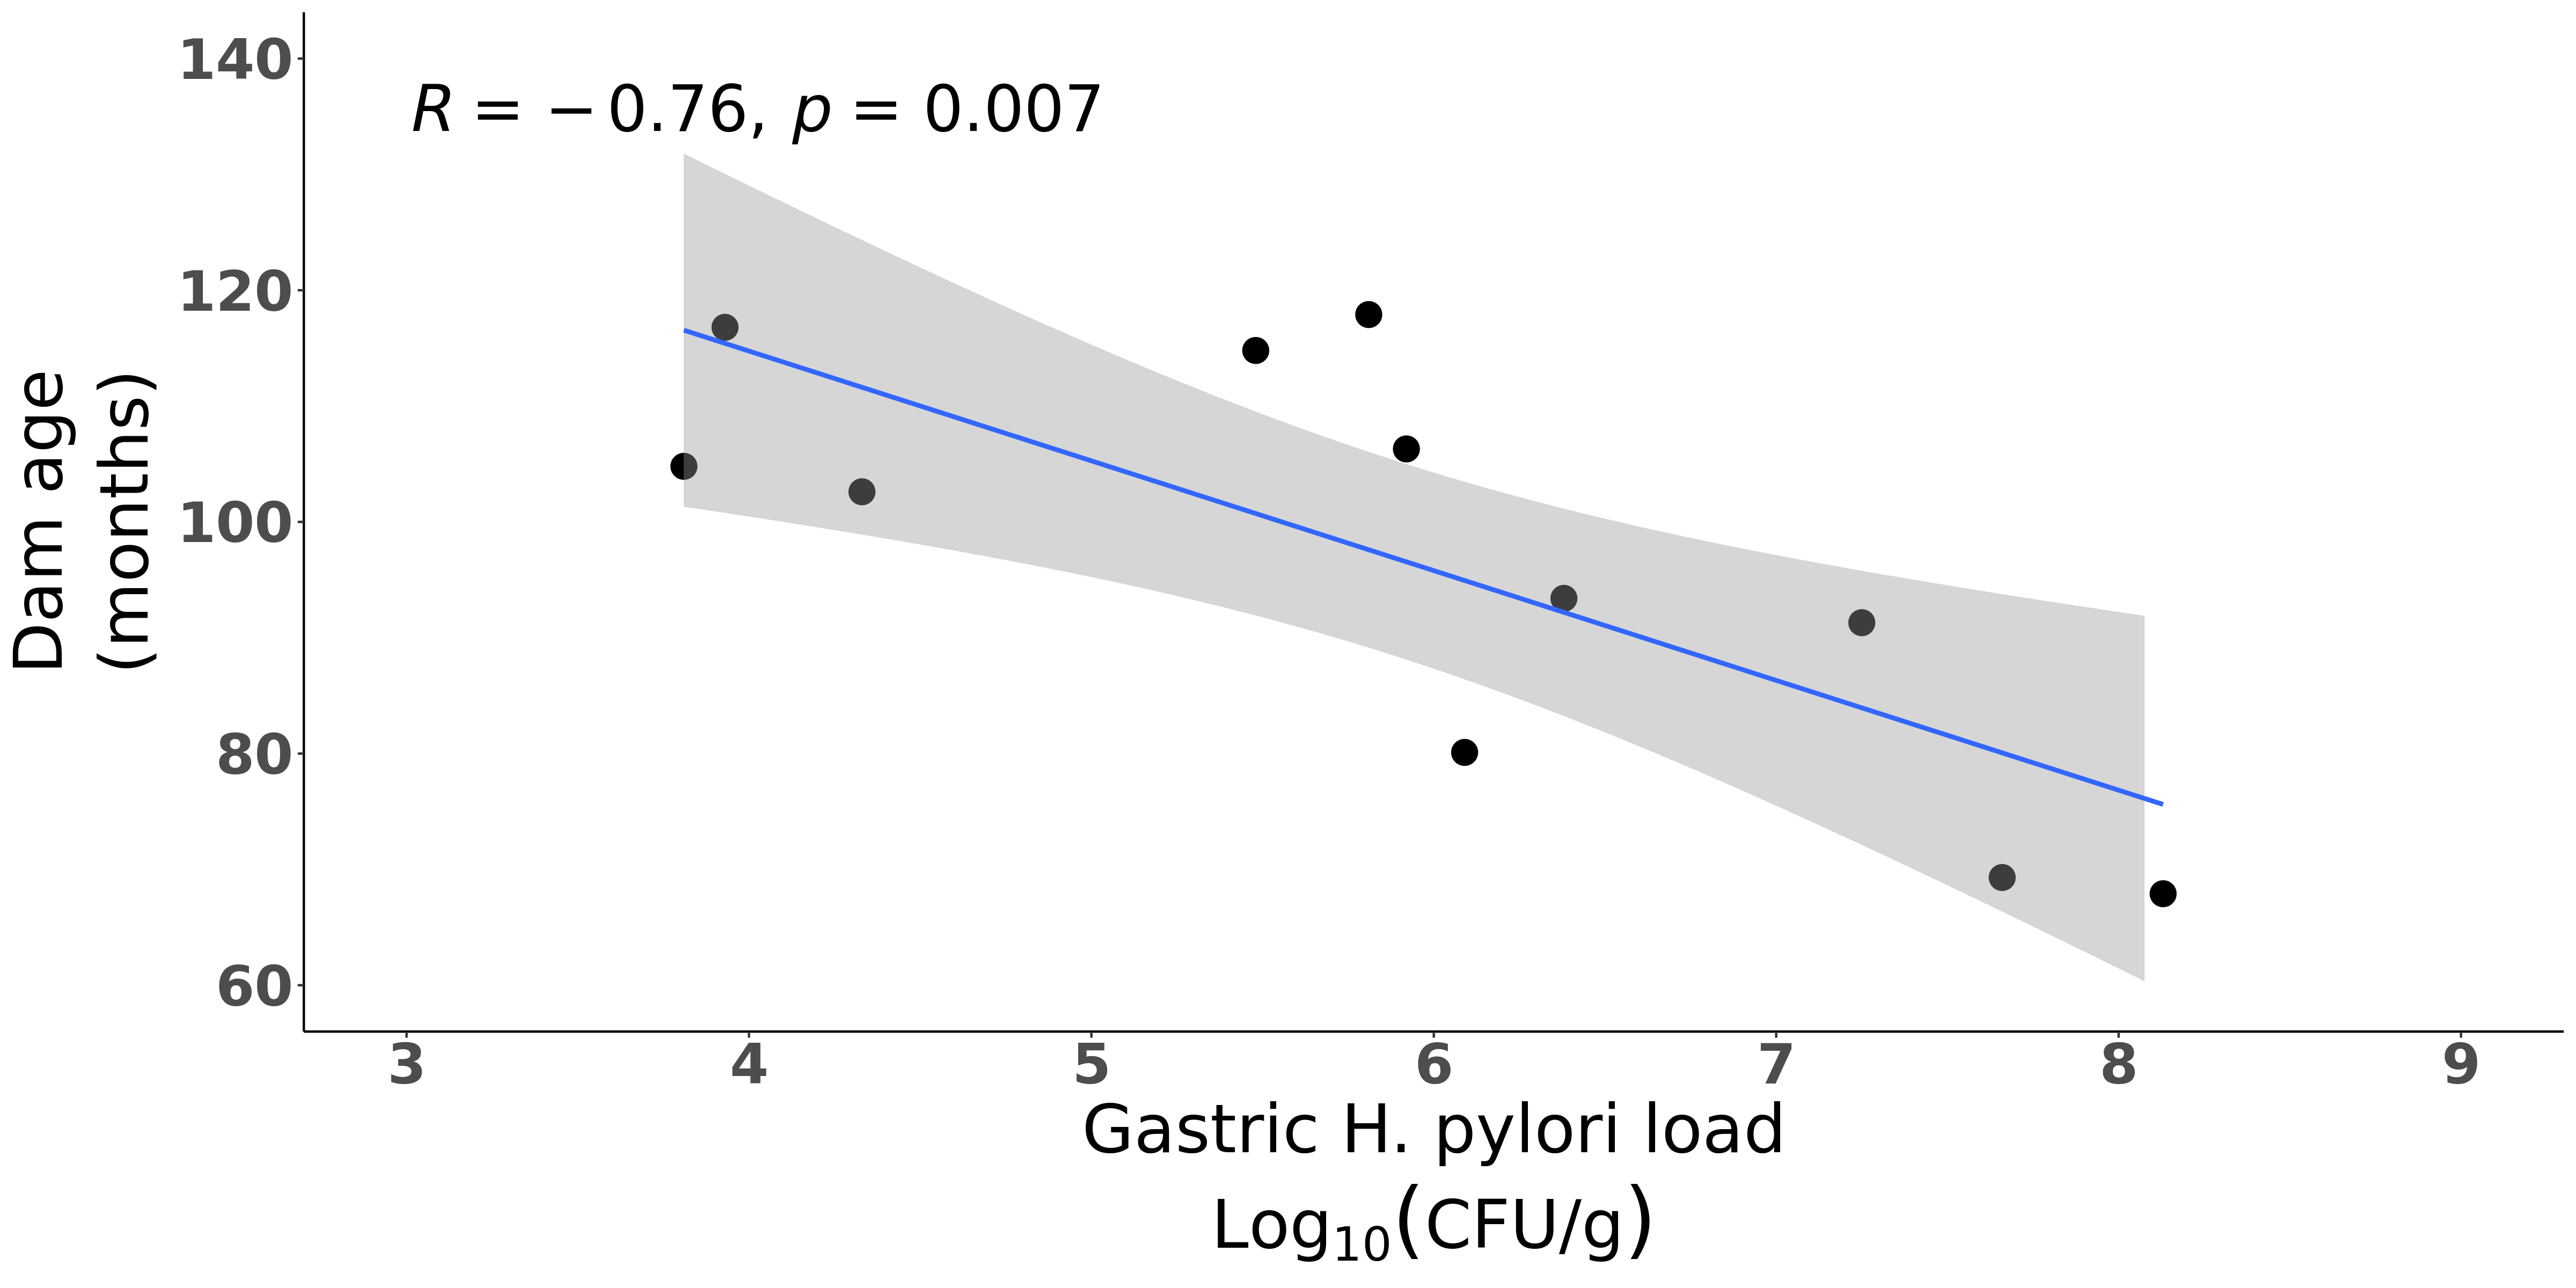 140
R = −0.76, p = 0.007
120
100
80
60
Dam age
(months)
3 4 5 6 7 8 9
Gastric H. pylori load
Log₁₀(CFU/g)